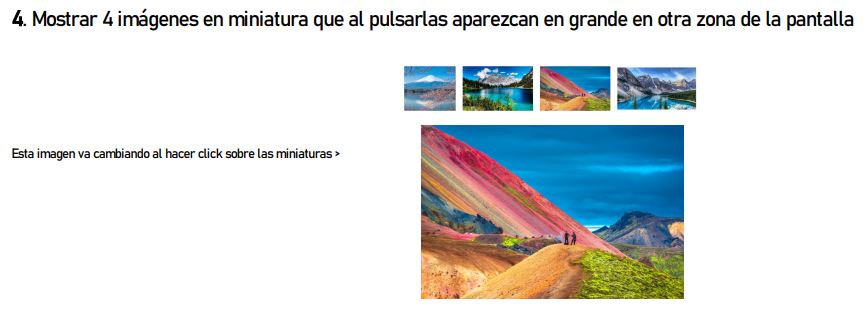 4. Mostrar 4 imágenes en miniatura que al pulsarlas aparezcan en grande en otra zona de la pantalla
Esta imagen va cambiando al hacer click sobre las miniaturas >